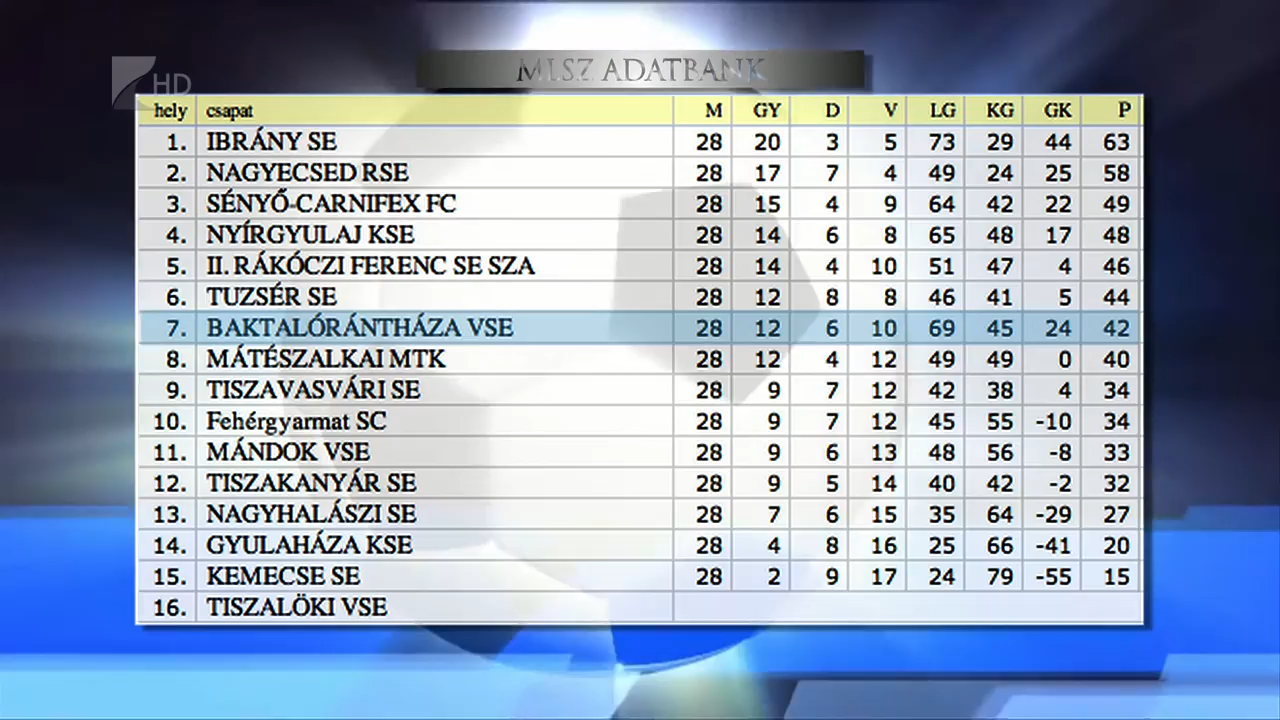 MLSZ ADATBANK
HD
hely csapat M GY D V LG KG GK P
1. IBRÁNY SE 28 20 3 5 73 29 44 63
2. NAGYECSED RSE 28 17 7 4 49 24 25 58
3. SÉNYŐ-CARNIFEX FC 28 15 4 9 64 42 22 49
4. NYÍRGYULAJ KSE 28 14 6 8 65 48 17 48
5. II. RÁKÓCZI FERENC SE SZA 28 14 4 10 51 47 4 46
6. TUZSÉR SE 28 12 8 8 46 41 5 44
7. BAKTALÓRÁNTHÁZA VSE 28 12 6 10 69 45 24 42
8. MÁTÉSZALKAI MTK 28 12 4 12 49 49 0 40
9. TISZAVASVÁRI SE 28 9 7 12 42 38 4 34
10. Fehérgyarmat SC 28 9 7 12 45 55 -10 34
11. MÁNDOK VSE 28 9 6 13 48 56 -8 33
12. TISZAKANYÁR SE 28 9 5 14 40 42 -2 32
13. NAGYHALÁSZI SE 28 7 6 15 35 64 -29 27
14. GYULAHÁZA KSE 28 4 8 16 25 66 -41 20
15. KEMECSE SE 28 2 9 17 24 79 -55 15
16. TISZALÖKI VSE